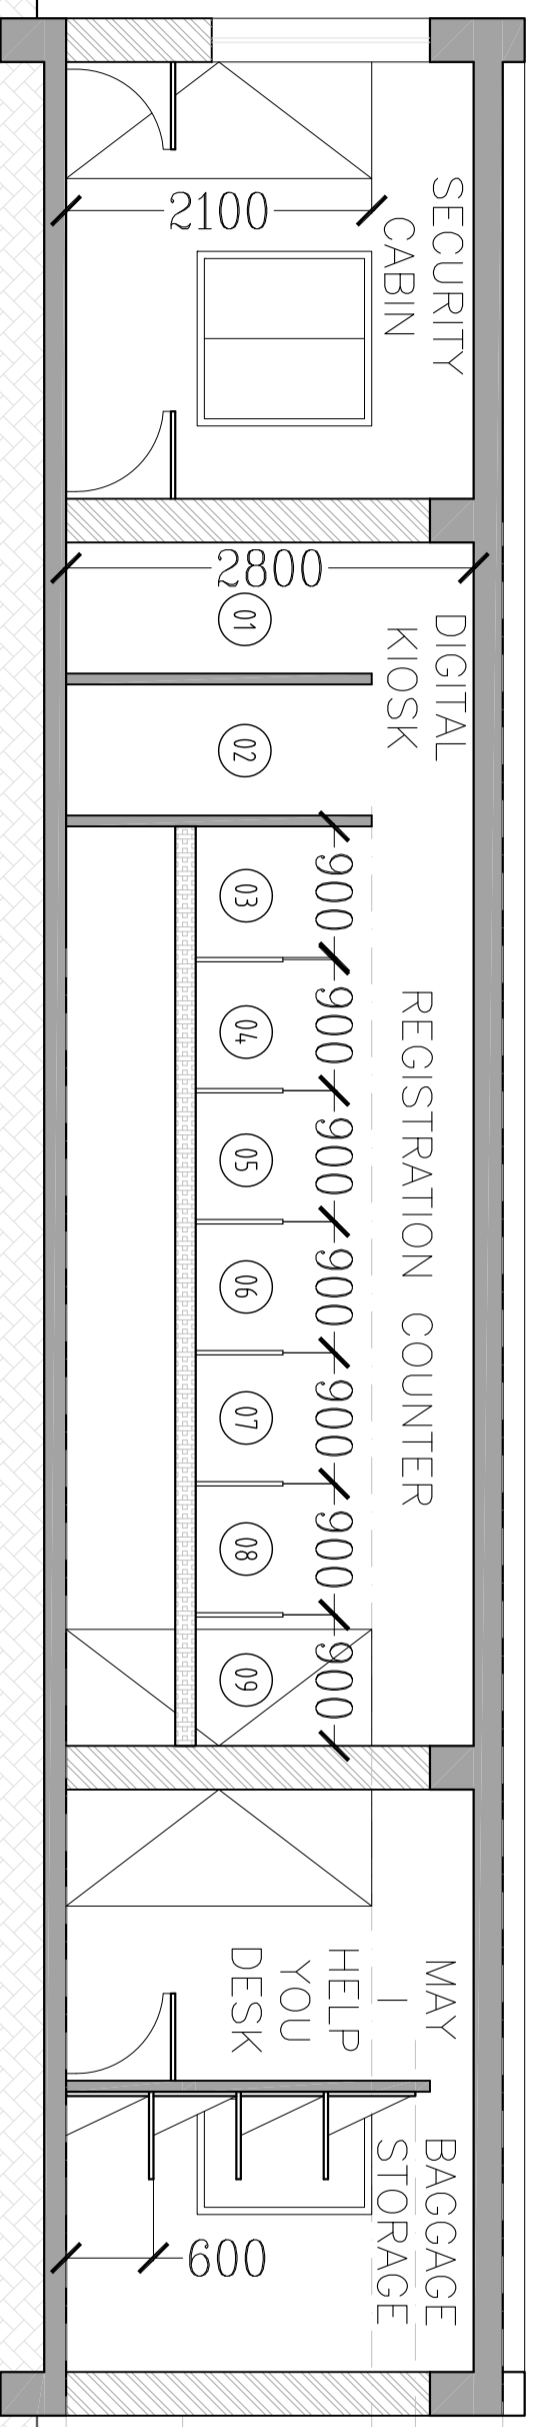 SECURITY
CABIN
2100
DIGITAL
KIOSK
2800
01
02
REGISTRATION COUNTER
900
900
900
900
900
900
900
03
04
05
06
07
08
09
MAY
I
HELP
YOU
DESK
BAGGAGE
STORAGE
600